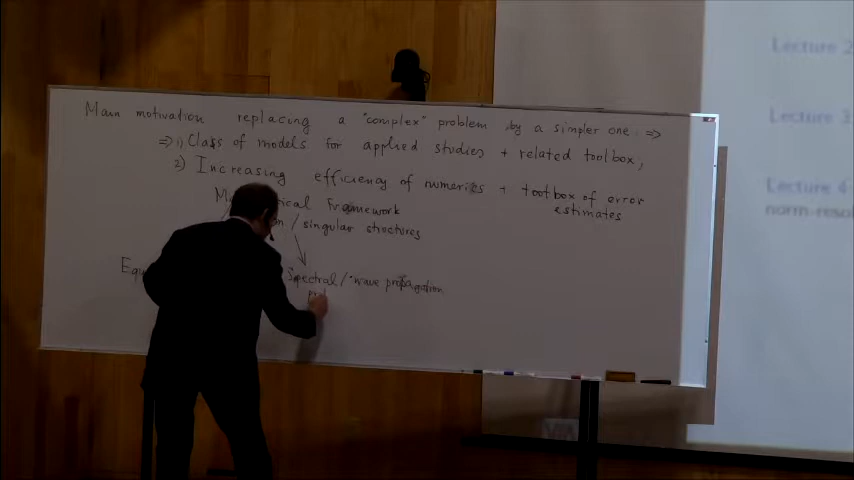 Main motivation replacing a "complex" problem by a simpler one: ⇒
⇒ 1) Class of models for applied studies + related toolbox,
2) Increasing efficiency of numerics + toolbox of error
estimates
Framework
/ singular structures
Spectral / "wave propagation
Lecture 2
Lecture 3
Lecture 4
norm-resol